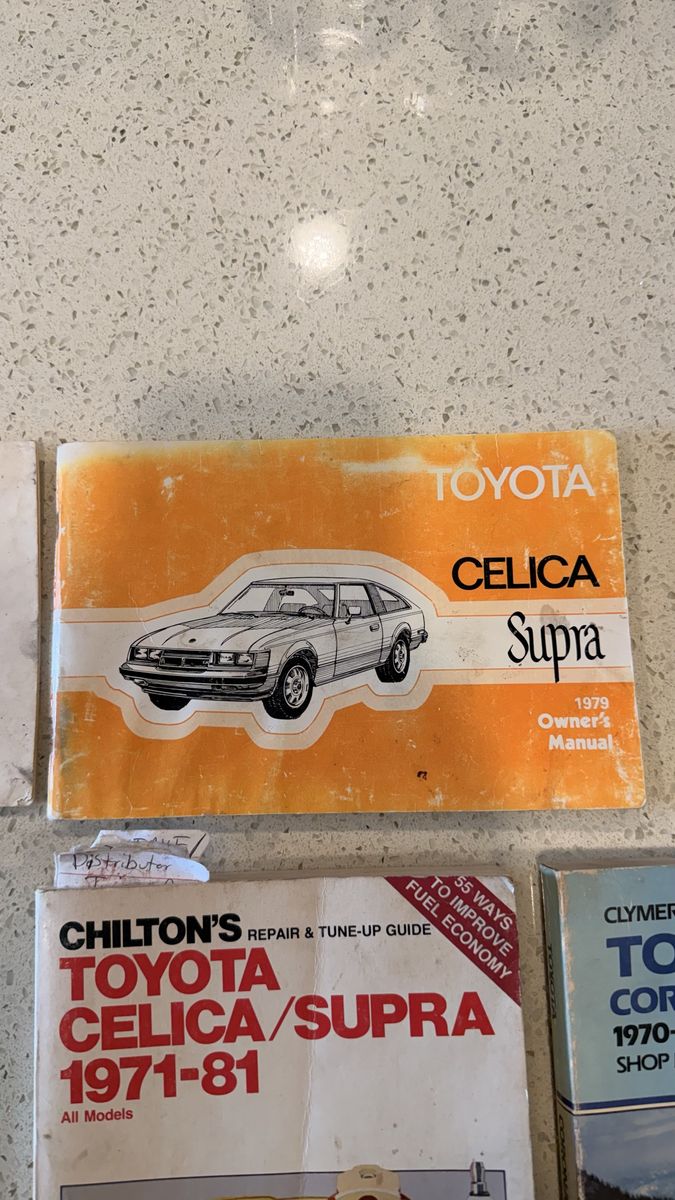 TOYOTA
CELICA
Supra
1979
Owner's
Manual
Distributor
CHILTON'S REPAIR & TUNE-UP GUIDE
TOYOTA
CELICA/SUPRA
1971-81
All Models
55 WAYS
TO IMPROVE
FUEL ECONOMY
CLYMER
TO
COR
1970-
SHOP
TOYOTA